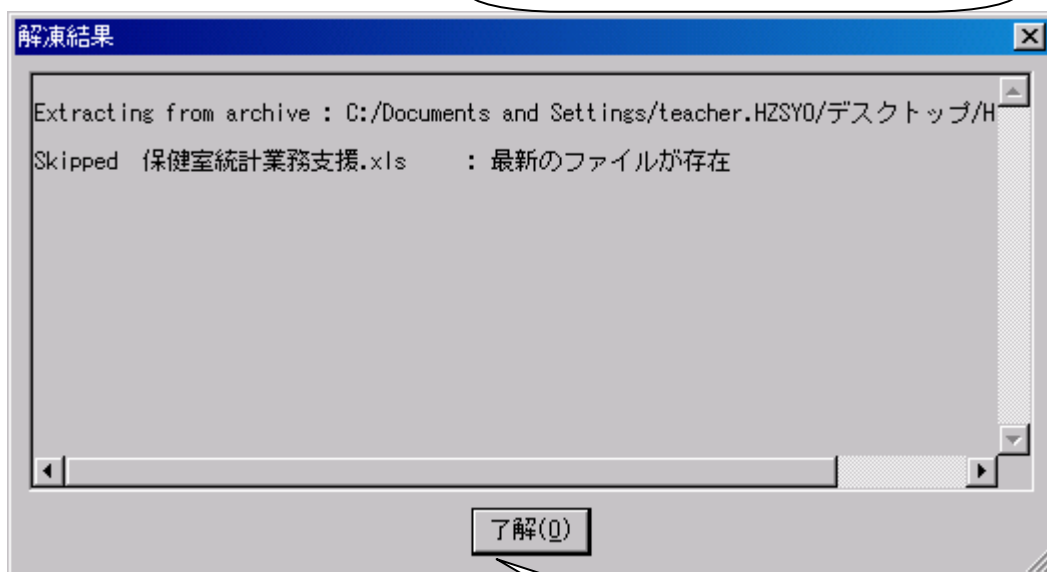 解凍結果
Extracting from archive : C:/Documents and Settings/teacher.HZSYO/デスクトップ/H
Skipped 保健室統計業務支援.xls : 最新のファイルが存在
了解(O)